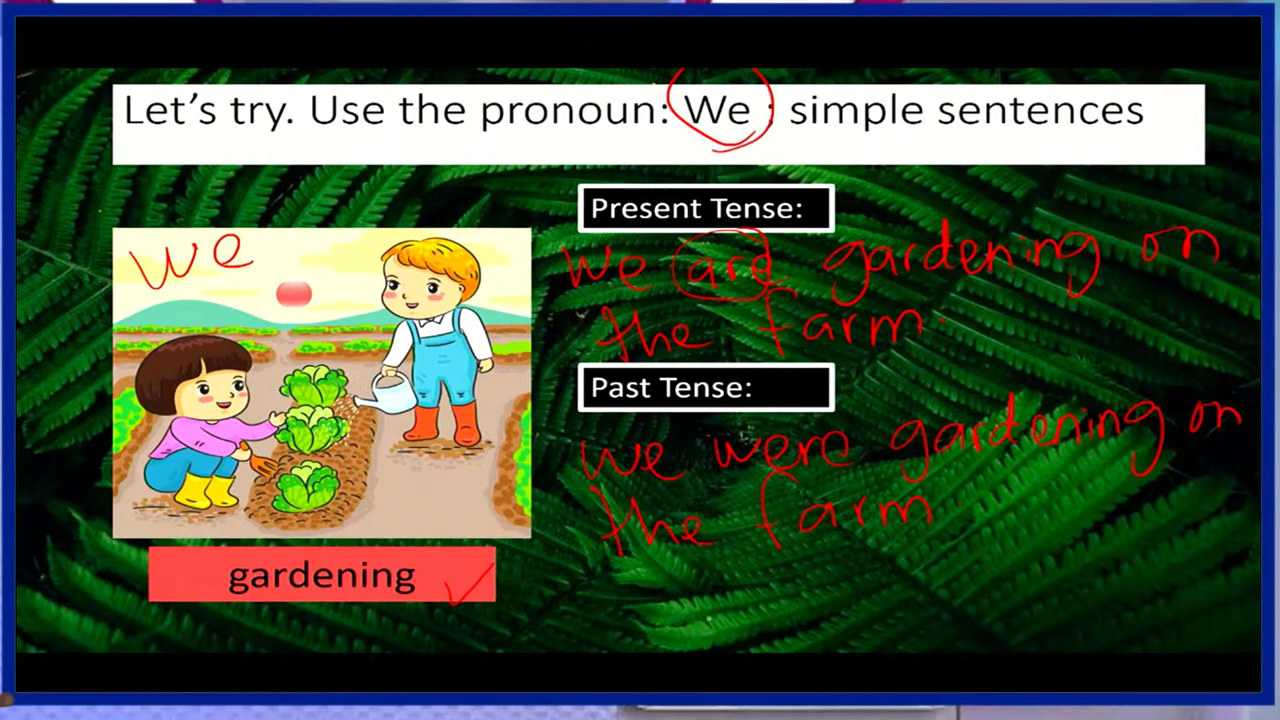 Let's try. Use the pronoun: We : simple sentences
we
Present Tense:
We are gardening on
the farm.
Past Tense:
We were gardening on
the farm
gardening